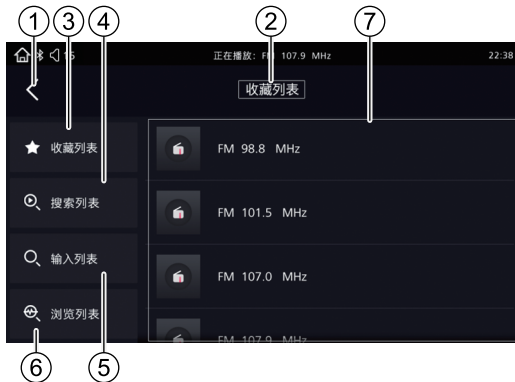 ① ③ ④ ② ⑦
正在播放: FM 107.9 MHz 22:38
收藏列表
收藏列表
FM 98.8 MHz
搜索列表
FM 101.5 MHz
输入列表
FM 107.0 MHz
浏览列表
FM 107.9 MHz
⑥ ⑤